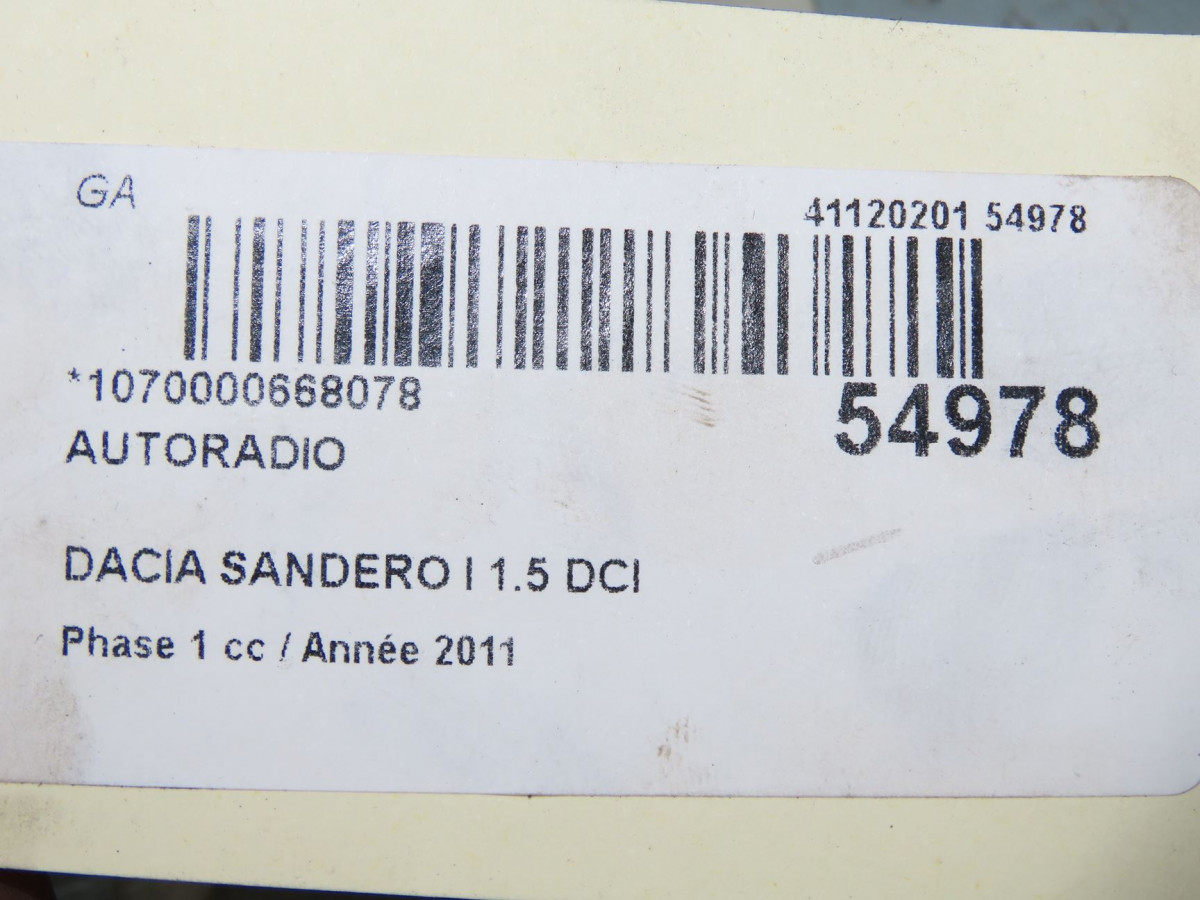 GA
41120201 54978
*1070000668078
54978
AUTORADIO
DACIA SANDERO I 1.5 DCI
Phase 1 cc / Année 2011